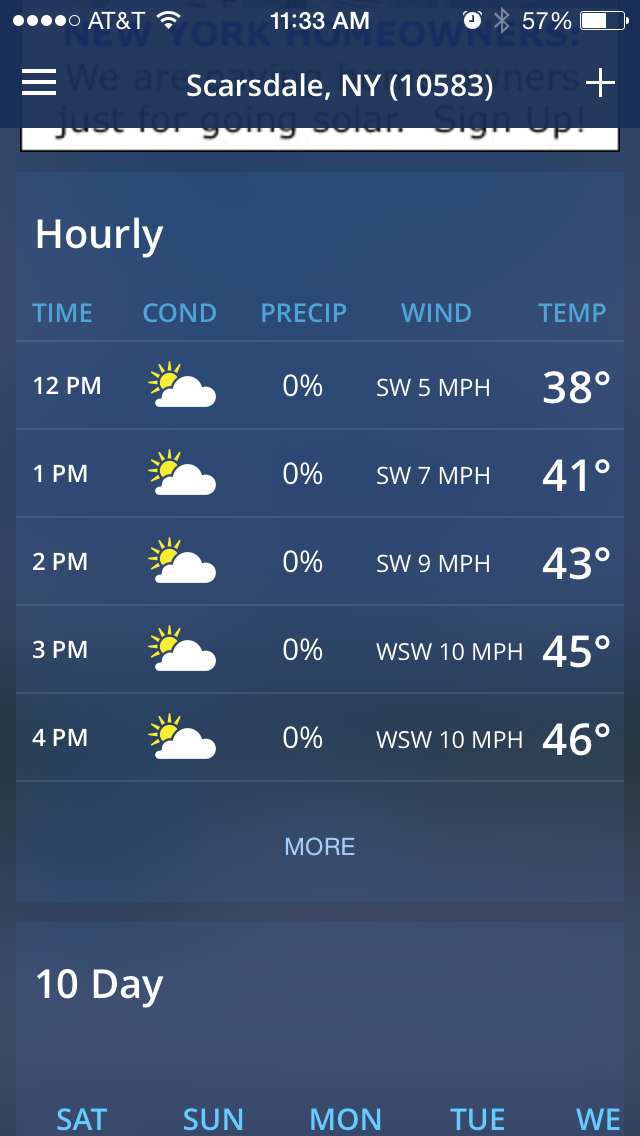 AT&T 11:33 AM 57%
NEW YORK HOMEOWNERS!
We are paying homeowners
Scarsdale, NY (10583)
just for going solar. Sign Up!
Hourly
TIME COND PRECIP WIND TEMP
12 PM 0% SW 5 MPH 38°
1 PM 0% SW 7 MPH 41°
2 PM 0% SW 9 MPH 43°
3 PM 0% WSW 10 MPH 45°
4 PM 0% WSW 10 MPH 46°
MORE
10 Day
SAT SUN MON TUE WE